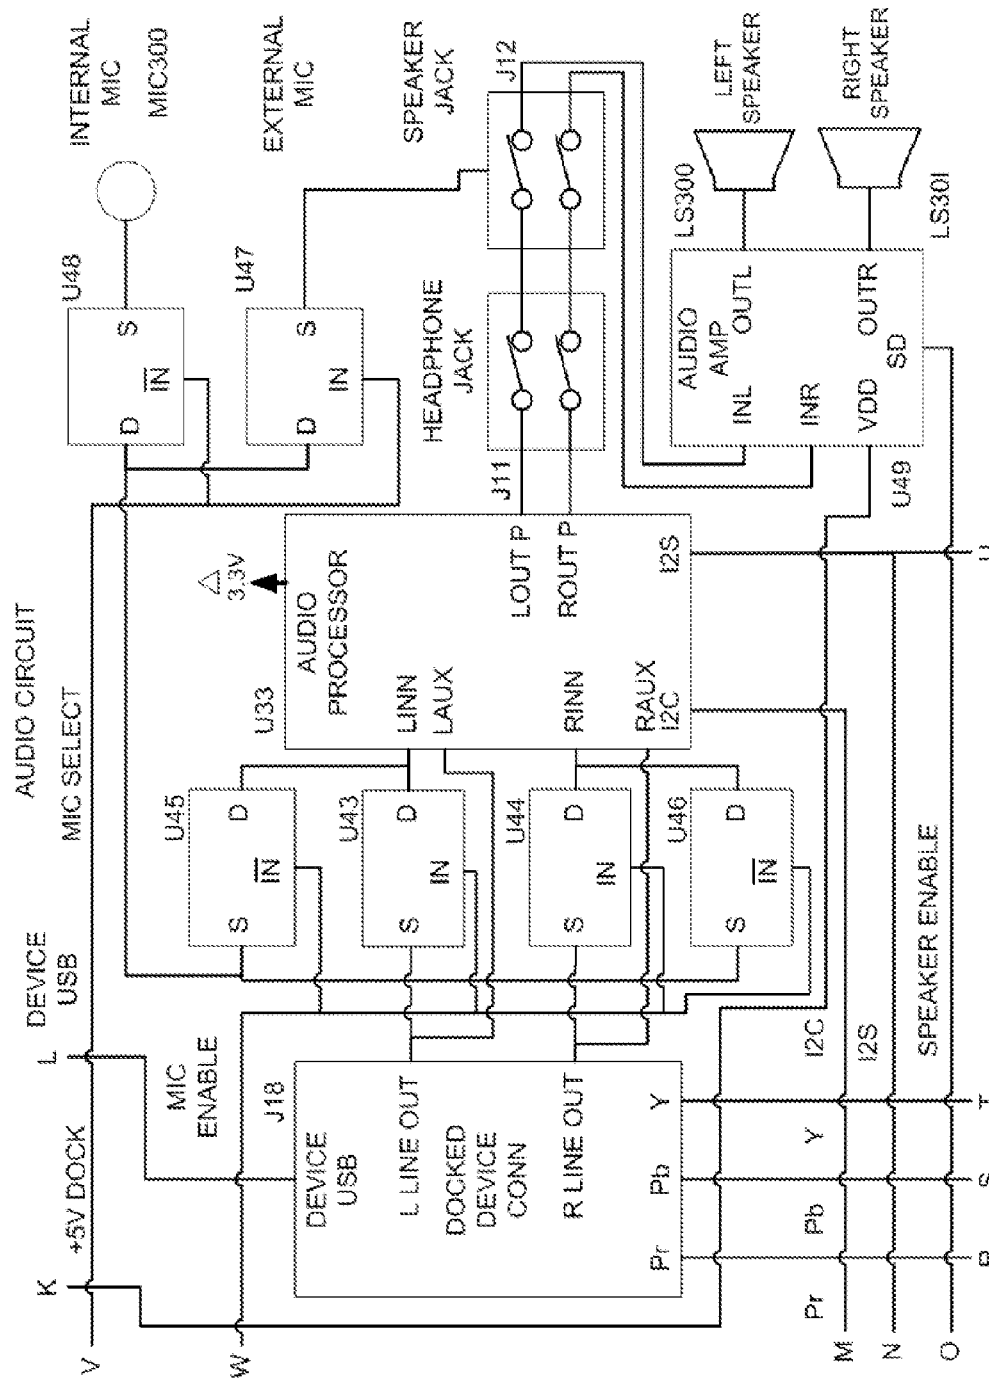 AUDIO CIRCUIT
V
MIC SELECT
INTERNAL
MIC
MIC300
U48
D
S
IN
EXTERNAL
MIC
U47
D
S
IN
K
+5V DOCK
L
DEVICE
USB
W
MIC
ENABLE
J18
DEVICE
USB
L LINE OUT
DOCKED
DEVICE
CONN
R LINE OUT
Pr
Pb
Y
U45
S
D
IN
U43
S
D
IN
U44
S
D
IN
U46
S
D
IN
U33
3.3V
AUDIO
PROCESSOR
LINN
LAUX
RINN
RAUX
I2C
LOUT P
ROUT P
I2S
J11
HEADPHONE
JACK
SPEAKER
JACK
J12
AUDIO
AMP
INL
OUTL
INR
OUTR
VDD
SD
U49
LS300
LEFT
SPEAKER
LS301
RIGHT
SPEAKER
Pr
Pb
Y
I2C
M
I2S
N
SPEAKER ENABLE
O
S